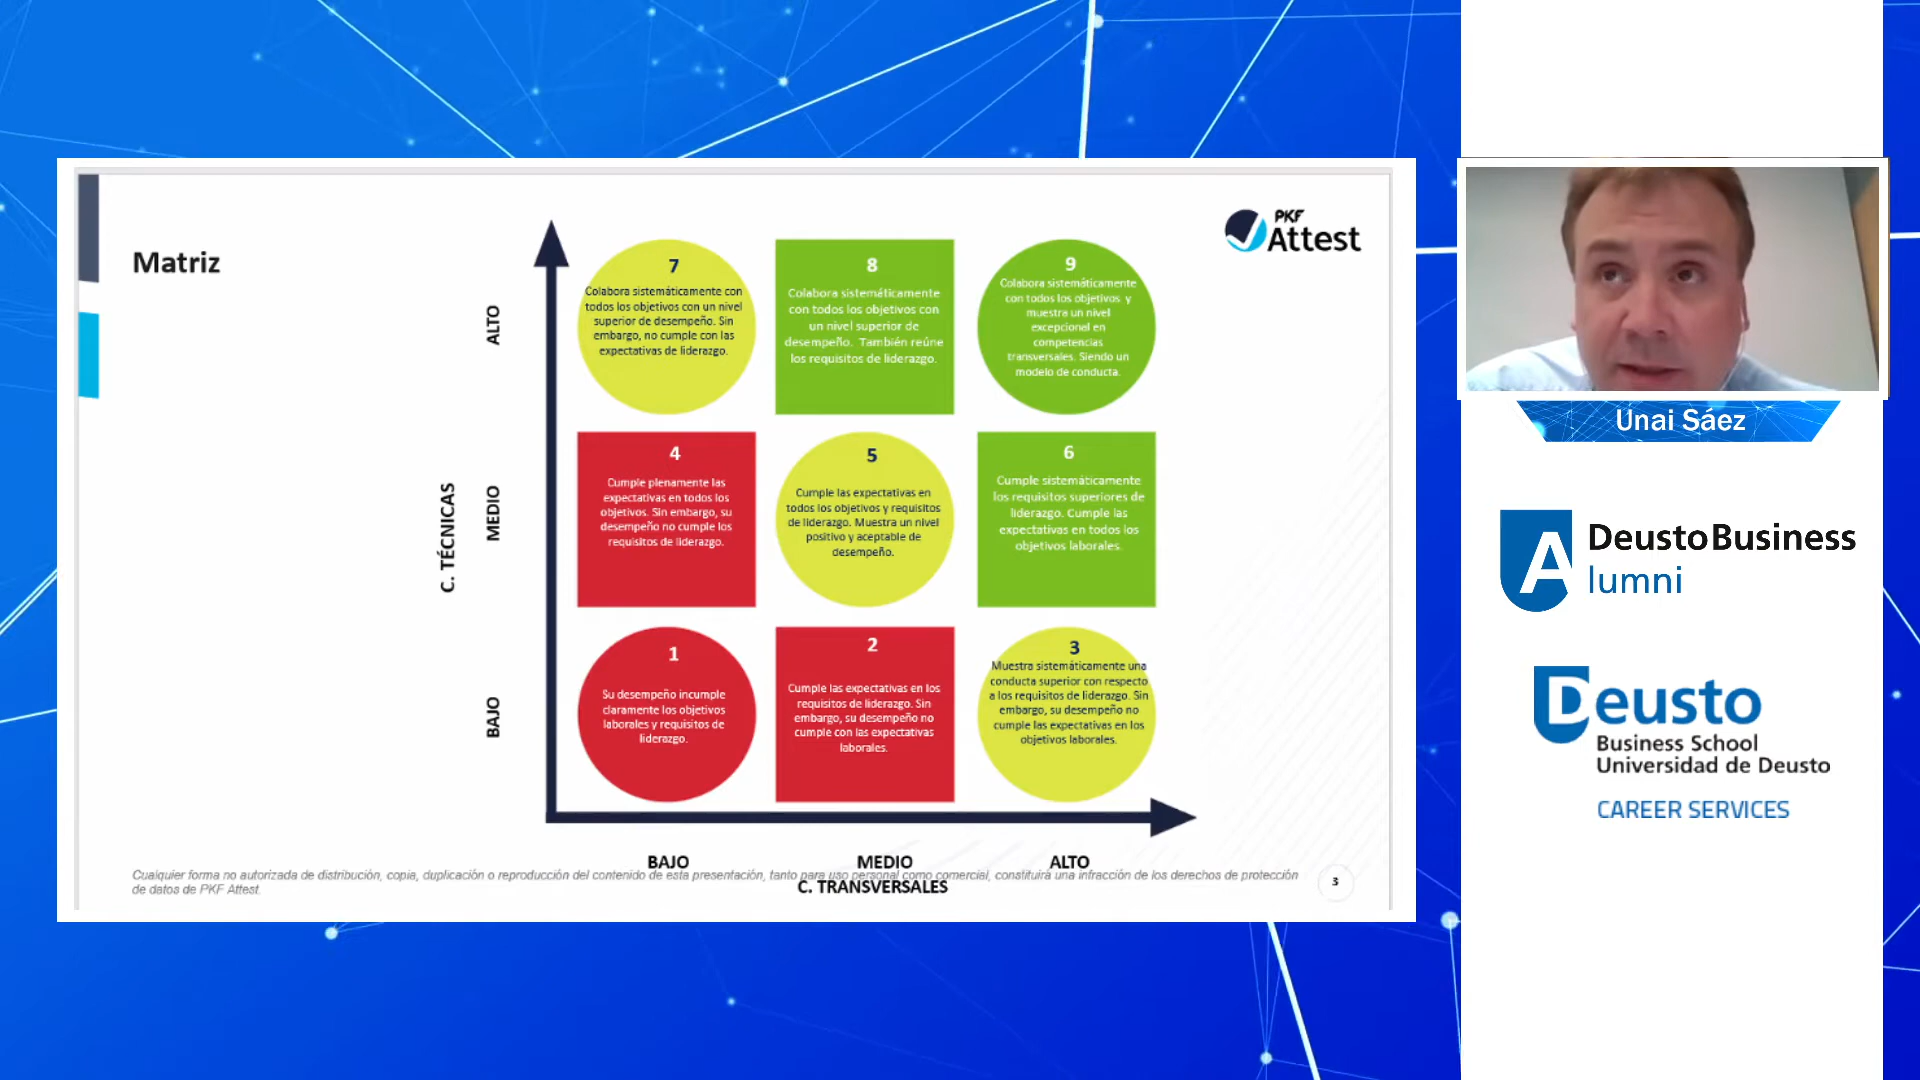 Matriz
PKF
Attest
C. TÉCNICAS
ALTO
MEDIO
BAJO
7
Colabora sistemáticamente con
todos los objetivos con un nivel
superior de desempeño. Sin
embargo, no cumple con las
expectativas de liderazgo.
8
Colabora sistemáticamente
con todos los objetivos con
un nivel superior de
desempeño. También reúne
los requisitos de liderazgo.
9
Colabora sistemáticamente
con todos los objetivos y
muestra un nivel
excepcional en
competencias
transversales. Siendo un
modelo de conducta.
4
Cumple plenamente las
expectativas en todos los
objetivos. Sin embargo, su
desempeño no cumple los
requisitos de liderazgo.
5
Cumple las expectativas en
todos los objetivos y requisitos
de liderazgo. Muestra un nivel
positivo y aceptable de
desempeño.
6
Cumple sistemáticamente
los requisitos superiores de
liderazgo. Cumple las
expectativas en todos los
objetivos laborales.
1
Su desempeño incumple
claramente los objetivos
laborales y requisitos de
liderazgo.
2
Cumple las expectativas en los
requisitos de liderazgo. Sin
embargo, su desempeño no
cumple con las expectativas
laborales.
3
Muestra sistemáticamente una
conducta superior con respecto
a los requisitos de liderazgo. Sin
embargo, su desempeño no
cumple las expectativas en los
objetivos laborales.
BAJO
MEDIO
ALTO
C. TRANSVERSALES
Cualquier forma no autorizada de distribución, copia, duplicación o reproducción del contenido de esta presentación, tanto para uso personal como comercial, constituirá una infracción de los derechos de protección
de datos de PKF Attest.
3
Unai Sáez
A DeustoBusiness
lumni
Deusto
Business School
Universidad de Deusto
CAREER SERVICES